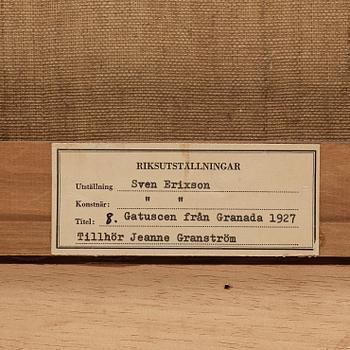 RIKSUTSTÄLLNINGAR
Utställning Sven Erixson
Konstnär: " "
Titel: 8. Gatuscen från Granada 1927
Tillhör Jeanne Granström